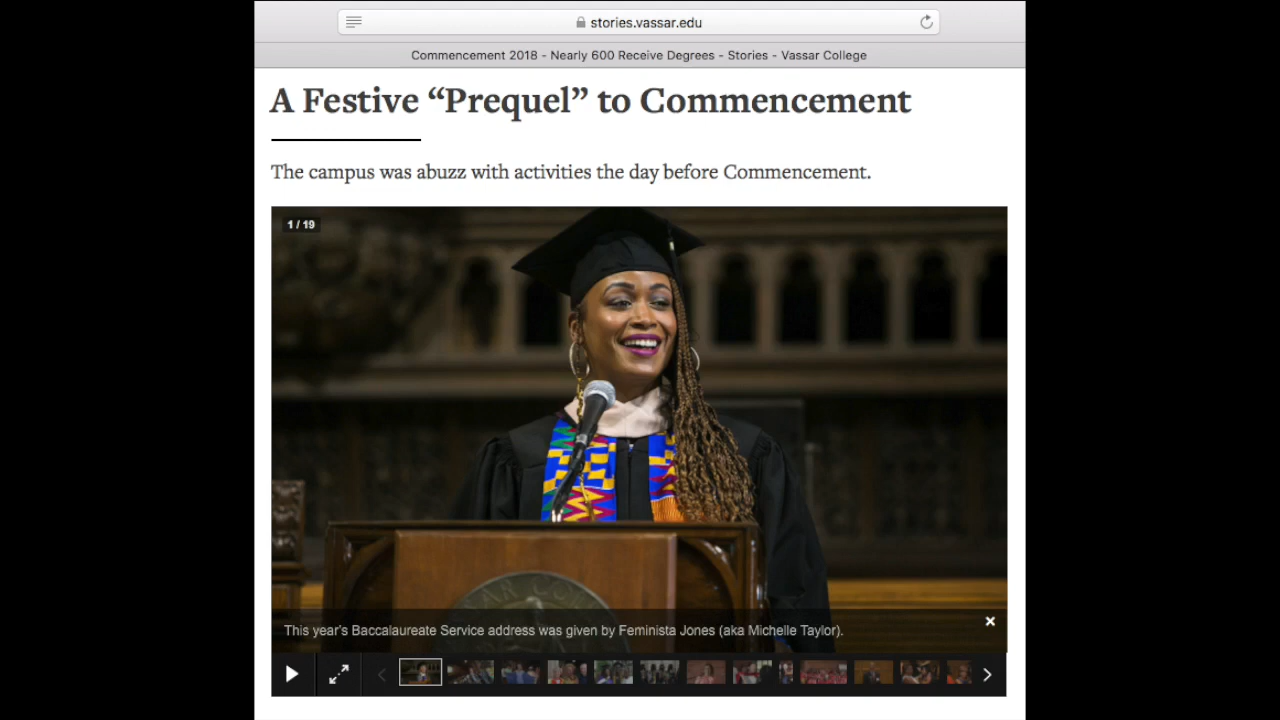 stories.vassar.edu
Commencement 2018 - Nearly 600 Receive Degrees - Stories - Vassar College
A Festive “Prequel” to Commencement
The campus was abuzz with activities the day before Commencement.
1 / 19
This year's Baccalaureate Service address was given by Feminista Jones (aka Michelle Taylor).